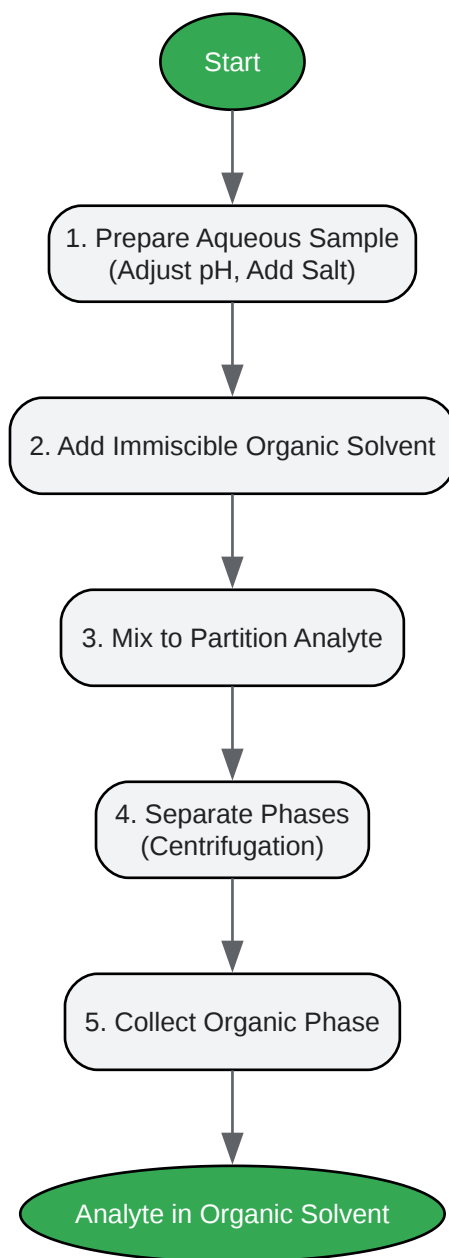 Start
1. Prepare Aqueous Sample
(Adjust pH, Add Salt)
2. Add Immiscible Organic Solvent
3. Mix to Partition Analyte
4. Separate Phases
(Centrifugation)
5. Collect Organic Phase
Analyte in Organic Solvent